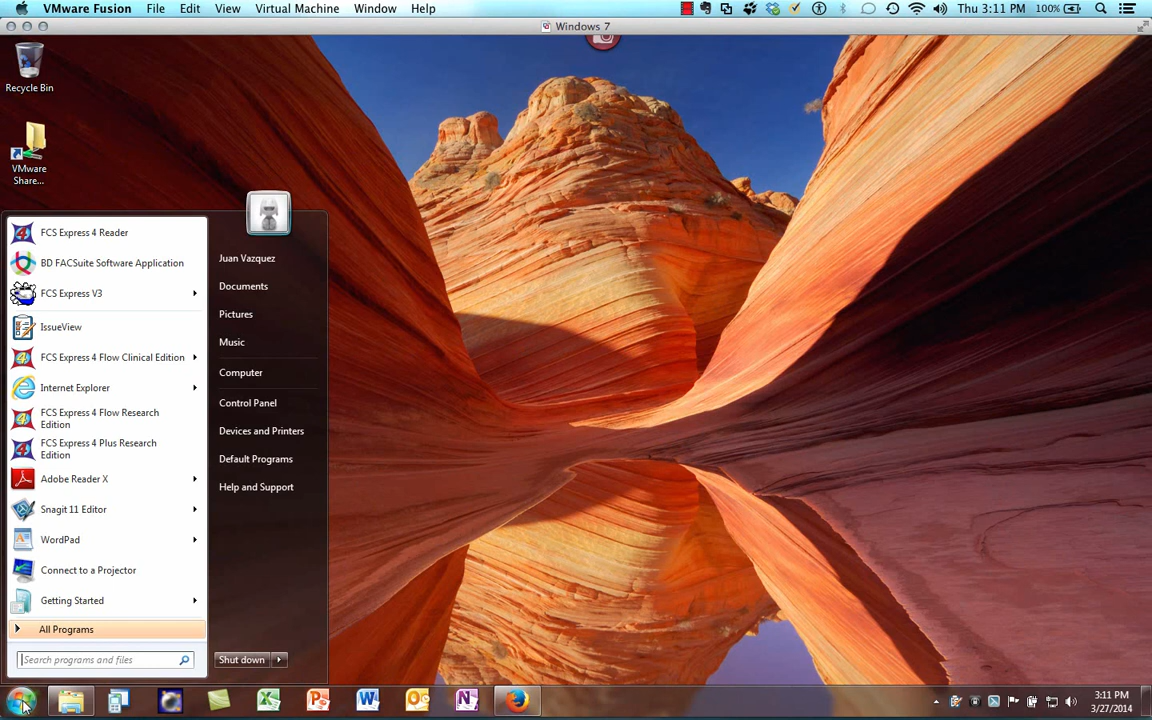 VMware Fusion File Edit View Virtual Machine Window Help Thu 3:11 PM 100%
Windows 7
Recycle Bin
VMware
Share...
FCS Express 4 Reader
BD FACSuite Software Application
FCS Express V3
IssueView
FCS Express 4 Flow Clinical Edition
Internet Explorer
FCS Express 4 Flow Research
Edition
FCS Express 4 Plus Research
Edition
Adobe Reader X
Snagit 11 Editor
WordPad
Connect to a Projector
Getting Started
All Programs
Search programs and files
Juan Vazquez
Documents
Pictures
Music
Computer
Control Panel
Devices and Printers
Default Programs
Help and Support
Shut down
3:11 PM
3/27/2014